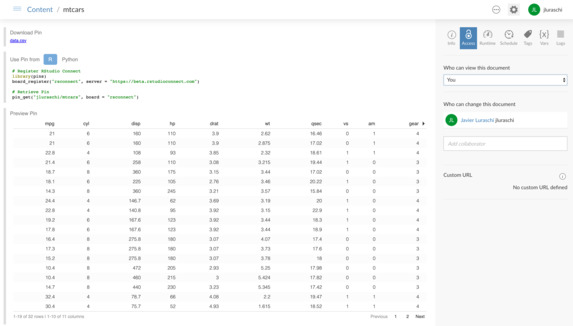 Content / mtcars
JL jluraschi
Download Pin
data.csv
Use Pin from R Python
# Register RStudio Connect
library(pins)
board_register("rsconnect", server = "https://beta.rstudioconnect.com")
# Retrieve Pin
pin_get("jluraschi/mtcars", board = "rsconnect")
Preview Pin
mpg cyl disp hp drat wt qsec vs am gear
21 6 160 110 3.9 2.62 16.46 0 1 4
21 6 160 110 3.9 2.875 17.02 0 1 4
22.8 4 108 93 3.85 2.32 18.61 1 1 4
21.4 6 258 110 3.08 3.215 19.44 1 0 3
18.7 8 360 175 3.15 3.44 17.02 0 0 3
18.1 6 225 105 2.76 3.46 20.22 1 0 3
14.3 8 360 245 3.21 3.57 15.84 0 0 3
24.4 4 146.7 62 3.69 3.19 20 1 0 4
22.8 4 140.8 95 3.92 3.15 22.9 1 0 4
19.2 6 167.6 123 3.92 3.44 18.3 1 0 4
17.8 6 167.6 123 3.92 3.44 18.9 1 0 4
16.4 8 275.8 180 3.07 4.07 17.4 0 0 3
17.3 8 275.8 180 3.07 3.73 17.6 0 0 3
15.2 8 275.8 180 3.07 3.78 18 0 0 3
10.4 8 472 205 2.93 5.25 17.98 0 0 3
10.4 8 460 215 3 5.424 17.82 0 0 3
14.7 8 440 230 3.23 5.345 17.42 0 0 3
32.4 4 78.7 66 4.08 2.2 19.47 1 1 4
30.4 4 75.7 52 4.93 1.615 18.52 1 1 4
1-19 of 32 rows / 1-10 of 11 columns Previous 1 2 Next
Info Access Runtime Schedule Tags Vars Logs
Who can view this document
You
Who can change this document
JL Javier Luraschi jluraschi
Add collaborator
Custom URL
No custom URL defined